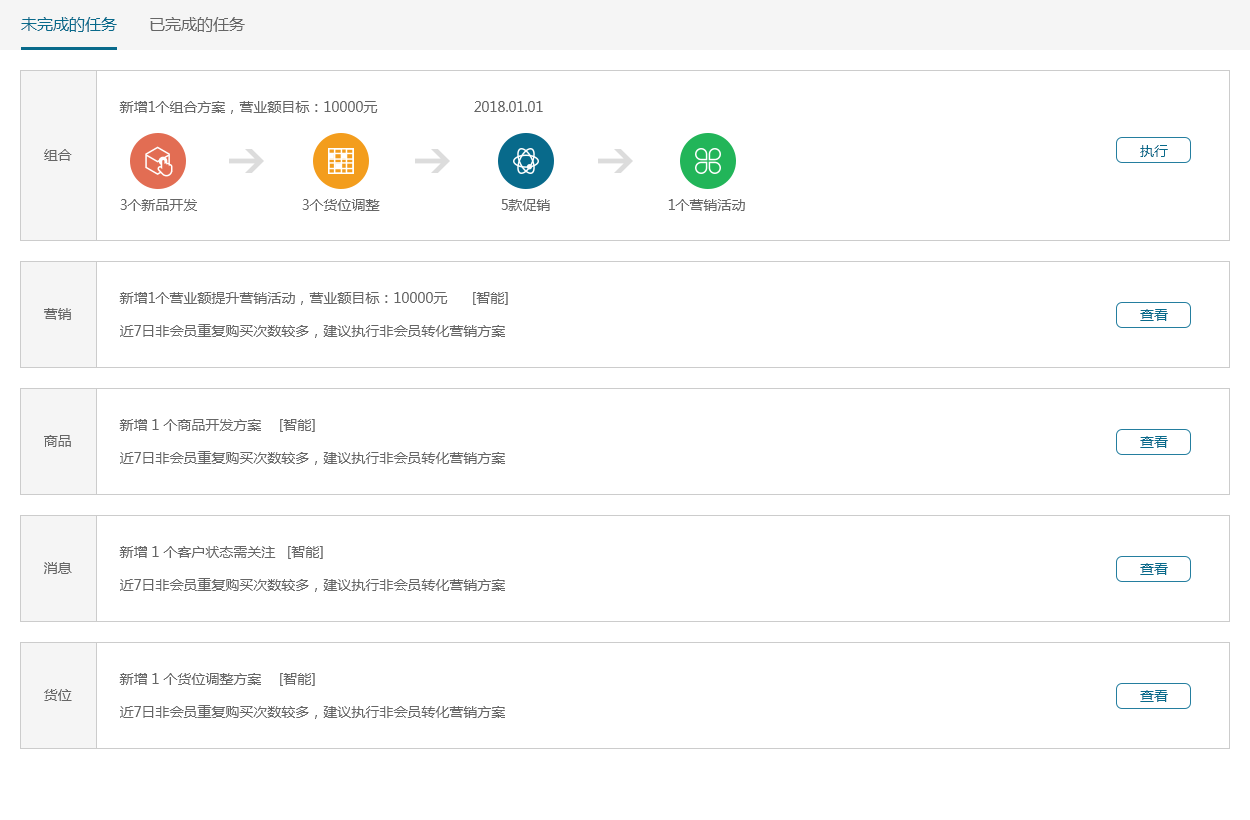 未完成的任务 已完成的任务
新增1个组合方案，营业额目标：10000元 2018.01.01
组合
执行
3个新品开发 3个货位调整 5款促销 1个营销活动
新增1个营业额提升营销活动，营业额目标：10000元 [智能]
营销
查看
近7日非会员重复购买次数较多，建议执行非会员转化营销方案
新增 1 个商品开发方案 [智能]
商品
查看
近7日非会员重复购买次数较多，建议执行非会员转化营销方案
新增 1 个客户状态需关注 [智能]
消息
查看
近7日非会员重复购买次数较多，建议执行非会员转化营销方案
新增 1 个货位调整方案 [智能]
货位
查看
近7日非会员重复购买次数较多，建议执行非会员转化营销方案